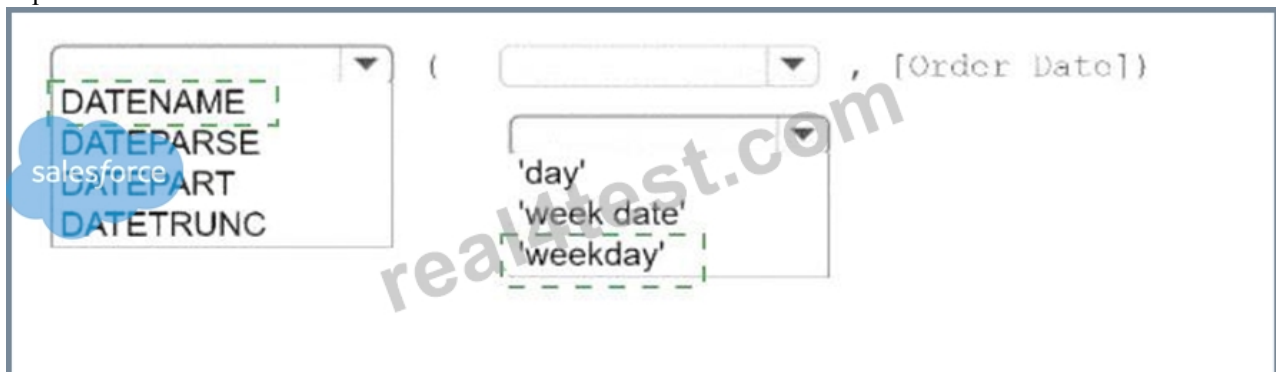 ( , [Order Date])
DATENAME
DATEPARSE
DATEPART
DATETRUNC
salesforce
'day'
'week date'
'weekday'
real4test.com